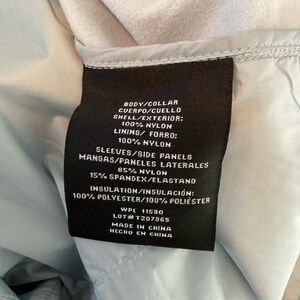 BODY/COLLAR
CUERPO/CUELLO
SHELL/EXTERIOR:
100% NYLON
LINING/ FORRO:
100% NYLON
SLEEVES/SIDE PANELS
MANGAS/PANELES LATERALES
85% NYLON
15% SPANDEX/ELASTANO
INSULATION/INSULACIÓN:
100% POLYESTER/100% POLIÉSTER
WPL 11590
LOT#T207365
MADE IN CHINA
HECHO EN CHINA